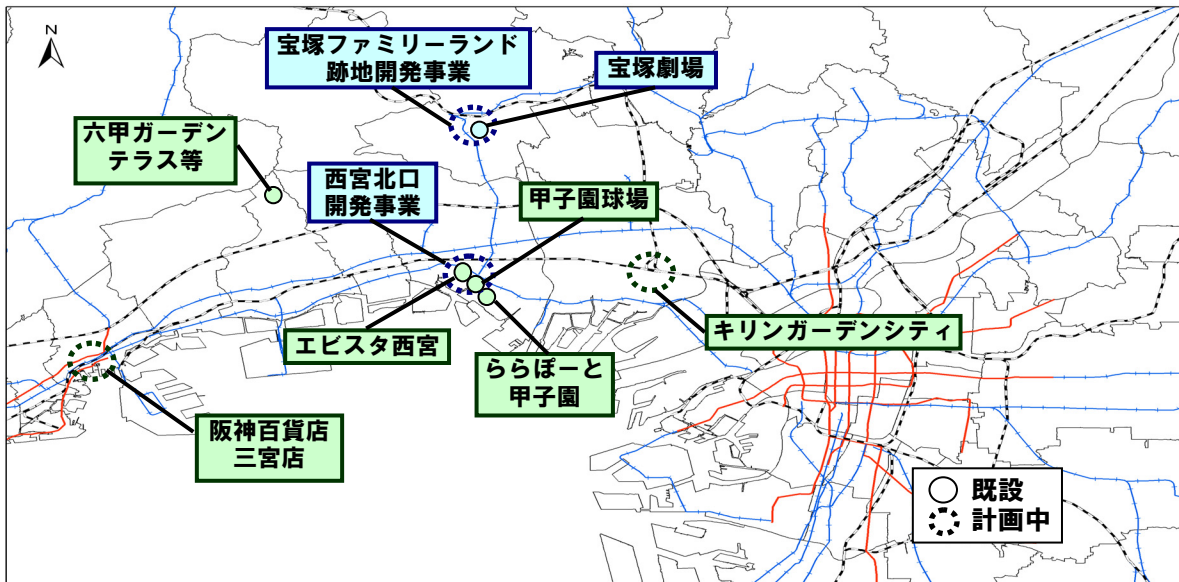 N
宝塚ファミリーランド
跡地開発事業
宝塚劇場
六甲ガーデン
テラス等
西宮北口
開発事業
甲子園球場
エビスタ西宮
キリンガーデンシティ
ららぽーと
甲子園
阪神百貨店
三宮店
既設
計画中